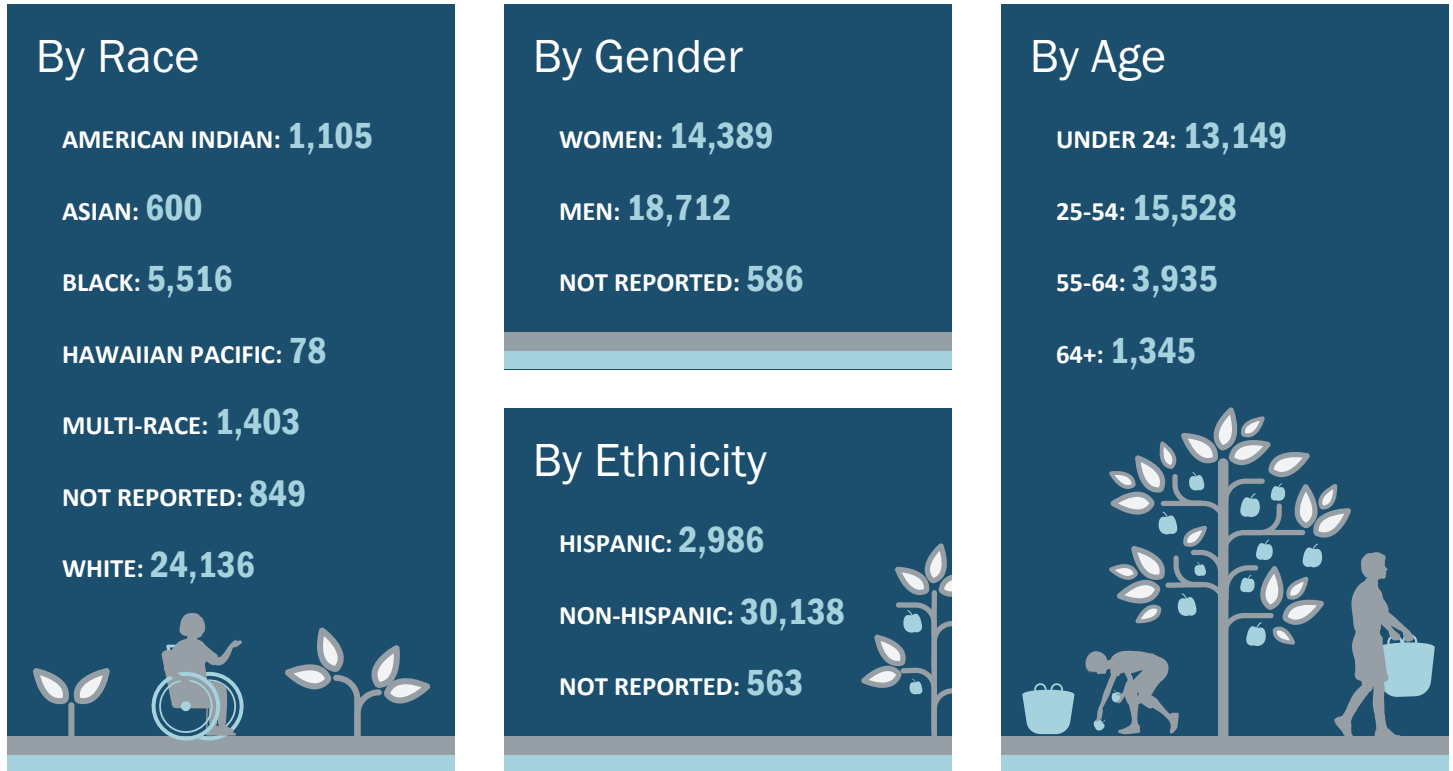 By Race
AMERICAN INDIAN: 1,105
ASIAN: 600
BLACK: 5,516
HAWAIIAN PACIFIC: 78
MULTI-RACE: 1,403
NOT REPORTED: 849
WHITE: 24,136
By Gender
WOMEN: 14,389
MEN: 18,712
NOT REPORTED: 586
By Ethnicity
HISPANIC: 2,986
NON-HISPANIC: 30,138
NOT REPORTED: 563
By Age
UNDER 24: 13,149
25-54: 15,528
55-64: 3,935
64+: 1,345